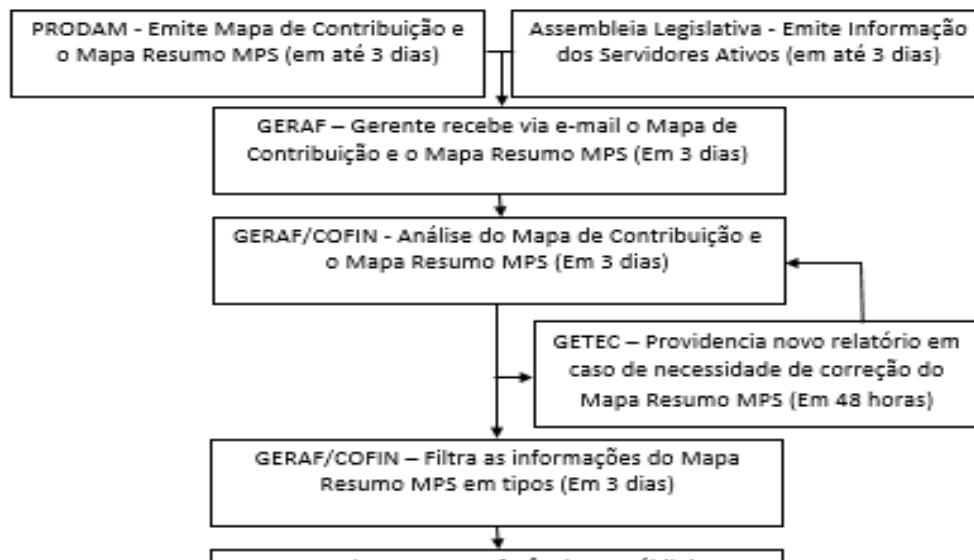 PRODAM - Emite Mapa de Contribuição e
o Mapa Resumo MPS (em até 3 dias)
Assembleia Legislativa - Emite Informação
dos Servidores Ativos (em até 3 dias)
GERAF – Gerente recebe via e-mail o Mapa de
Contribuição e o Mapa Resumo MPS (Em 3 dias)
GERAF/COFIN - Análise do Mapa de Contribuição e
o Mapa Resumo MPS (Em 3 dias)
GETEC – Providencia novo relatório em
caso de necessidade de correção do
Mapa Resumo MPS (Em 48 horas)
GERAF/COFIN – Filtra as informações do Mapa
Resumo MPS em tipos (Em 3 dias)